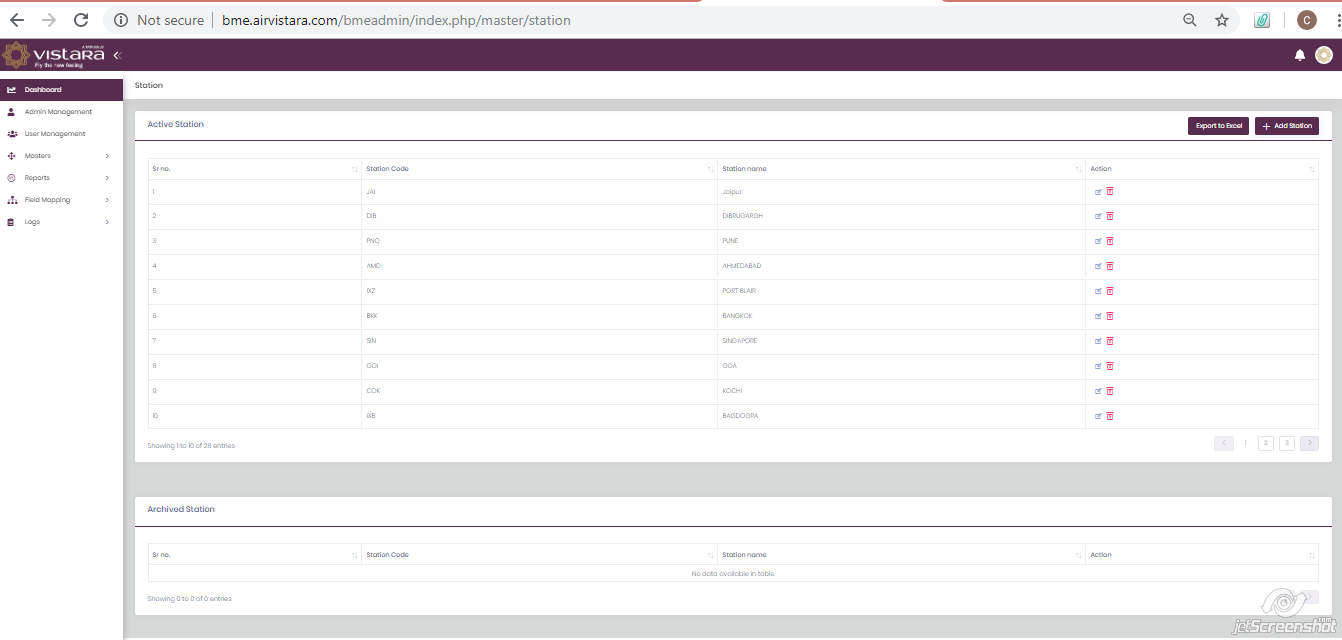 Not secure | bme.airvistara.com/bmeadmin/index.php/master/station
C
VISTARA
Fly the new feeling
Dashboard
Station
Admin Management
User Management
Masters
Reports
Field Mapping
Logs
Active Station
Export to Excel
+ Add Station
Sr no. Station Code Station name Action
1 JAI Jaipur
2 DIB DIBRUGARGH
3 PNQ PUNE
4 AMD AHMEDABAD
5 IXZ PORT BLAIR
6 BKK BANGKOK
7 SIN SINGAPORE
8 GOI GOA
9 COK KOCHI
10 IXB BAGDOGRA
Showing 1 to 10 of 28 entries
< 1 2 3 >
Archived Station
Sr no. Station Code Station name Action
No data available in table
Showing 0 to 0 of 0 entries
jetScreenshot
.com